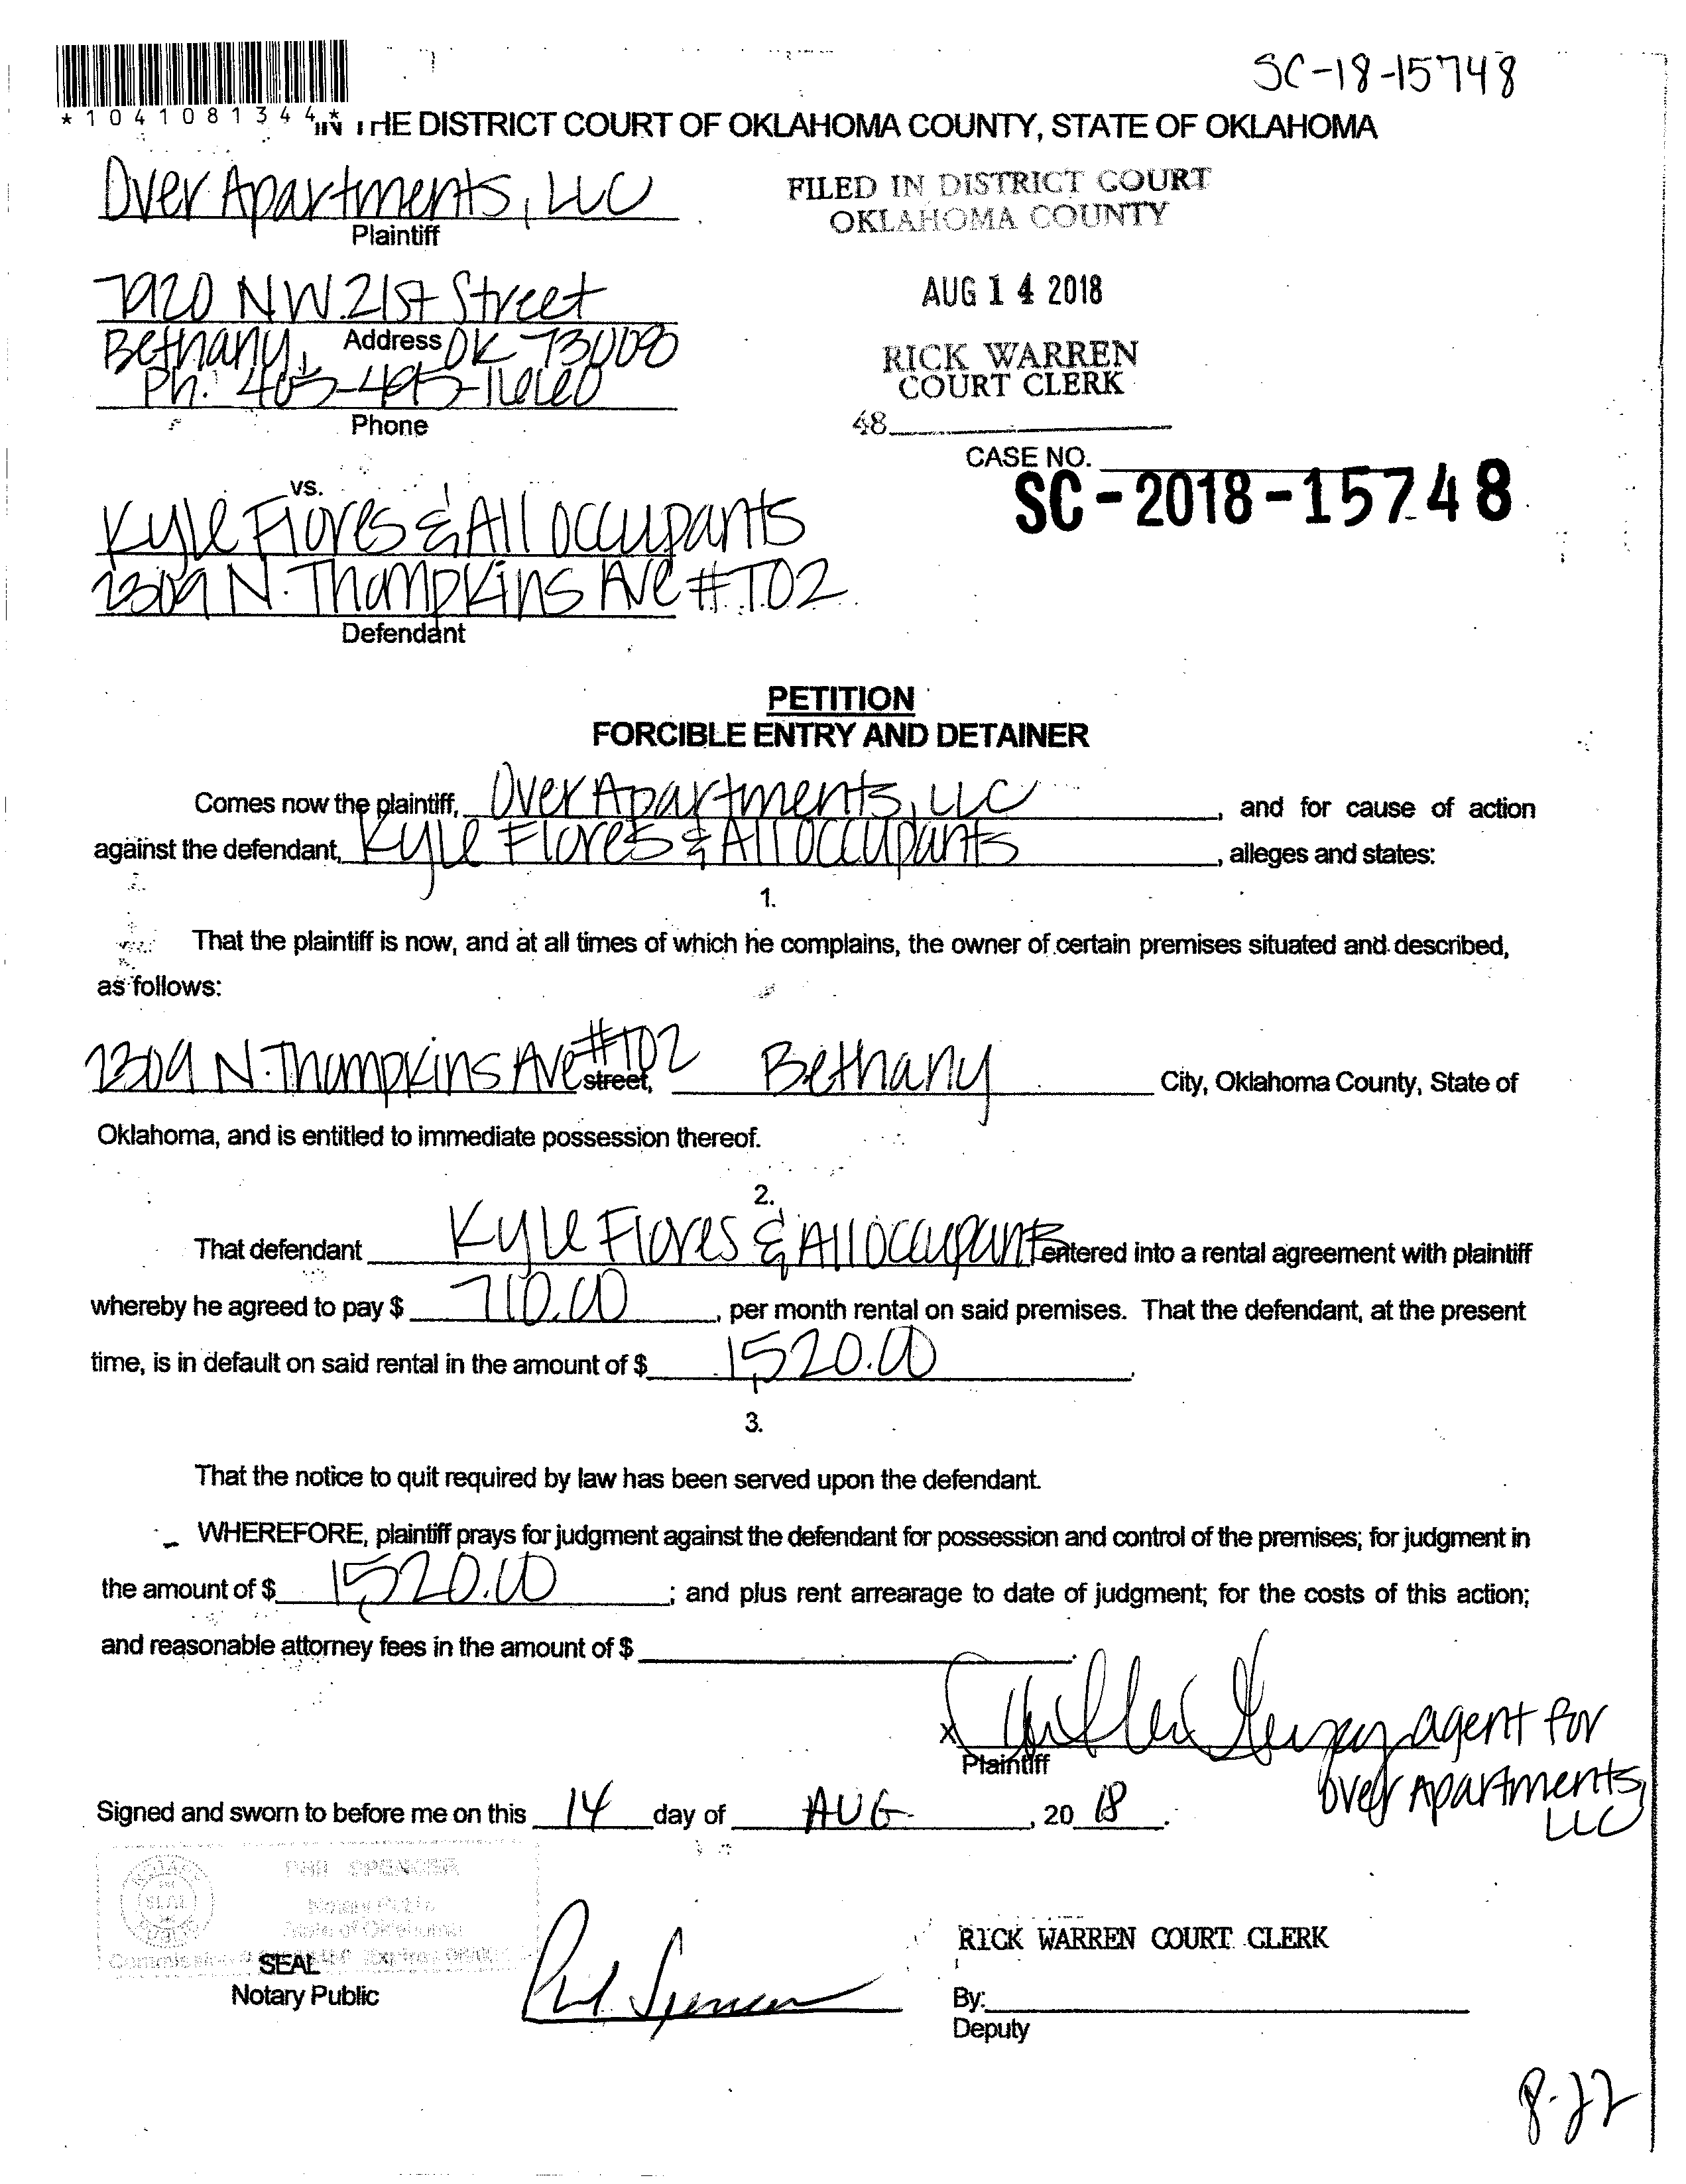 SC-18-15748
*1041081344*
IN THE DISTRICT COURT OF OKLAHOMA COUNTY, STATE OF OKLAHOMA
Over Apartments, LLC
Plaintiff
FILED IN DISTRICT COURT
OKLAHOMA COUNTY
7920 N.W. 21st Street
Address
Bethany, OK 73008
AUG 14 2018
Ph: 405-495-1660
Phone
RICK WARREN
COURT CLERK
48
CASE NO.
SC-2018-15748
vs.
Kyle Flores & All Occupants
2309 N. Thompkins Ave #T02
Defendant
PETITION
FORCIBLE ENTRY AND DETAINER
Comes now the plaintiff, Over Apartments, LLC, and for cause of action
against the defendant, Kyle Flores & All Occupants, alleges and states:
1.
That the plaintiff is now, and at all times of which he complains, the owner of certain premises situated and described,
as follows:
2309 N. Thompkins Ave #T02 street, Bethany City, Oklahoma County, State of
Oklahoma, and is entitled to immediate possession thereof.
2.
That defendant Kyle Flores & All Occupants entered into a rental agreement with plaintiff
whereby he agreed to pay $ 710.00, per month rental on said premises. That the defendant, at the present
time, is in default on said rental in the amount of $ 1,520.00.
3.
That the notice to quit required by law has been served upon the defendant.
WHEREFORE, plaintiff prays for judgment against the defendant for possession and control of the premises; for judgment in
the amount of $ 1,520.00; and plus rent arrearage to date of judgment; for the costs of this action;
and reasonable attorney fees in the amount of $ .
x agent for
Plaintiff
Over Apartments,
LLC
Signed and sworn to before me on this 14 day of AUG., 20 18.
PHIL SPENCER
Notary Public
State of Oklahoma
SEAL
Notary Public
Phil Spencer
RICK WARREN COURT CLERK
By:
Deputy
8-22